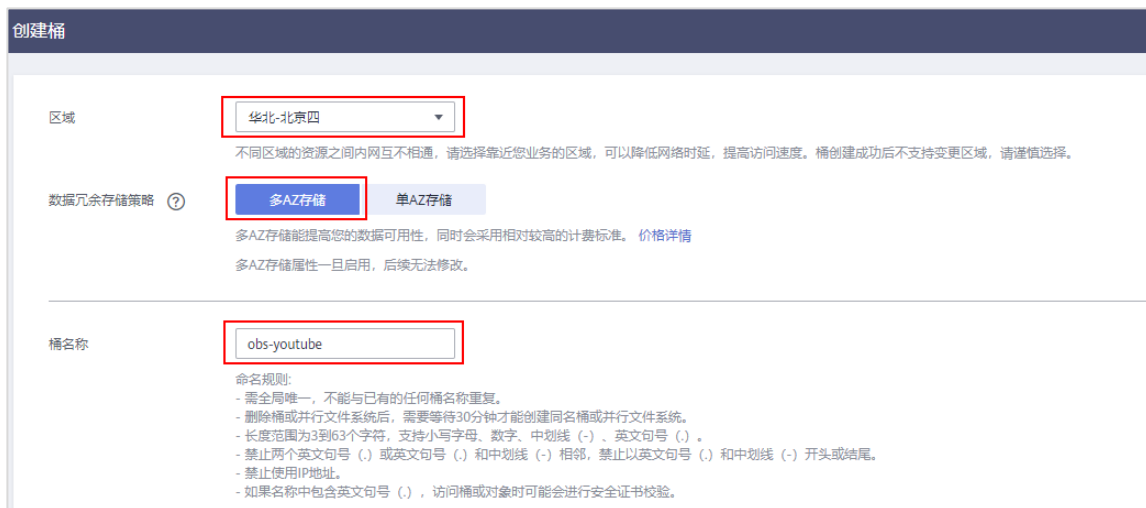 创建桶
区域
华北-北京四
不同区域的资源之间内网互不相通，请选择靠近您业务的区域，可以降低网络时延，提高访问速度。桶创建成功后不支持变更区域，请谨慎选择。
数据冗余存储策略 ?
多AZ存储 单AZ存储
多AZ存储能提高您的数据可用性，同时会采用相对较高的计费标准。 价格详情
多AZ存储属性一旦启用，后续无法修改。
桶名称
obs-youtube
命名规则:
- 需全局唯一，不能与已有的任何桶名称重复。
- 删除桶或并行文件系统后，需要等待30分钟才能创建同名桶或并行文件系统。
- 长度范围为3到63个字符，支持小写字母、数字、中划线（-）、英文句号（.）。
- 禁止两个英文句号（.）或英文句号（.）和中划线（-）相邻，禁止以英文句号（.）和中划线（-）开头或结尾。
- 禁止使用IP地址。
- 如果名称中包含英文句号（.），访问桶或对象时可能会进行安全证书校验。